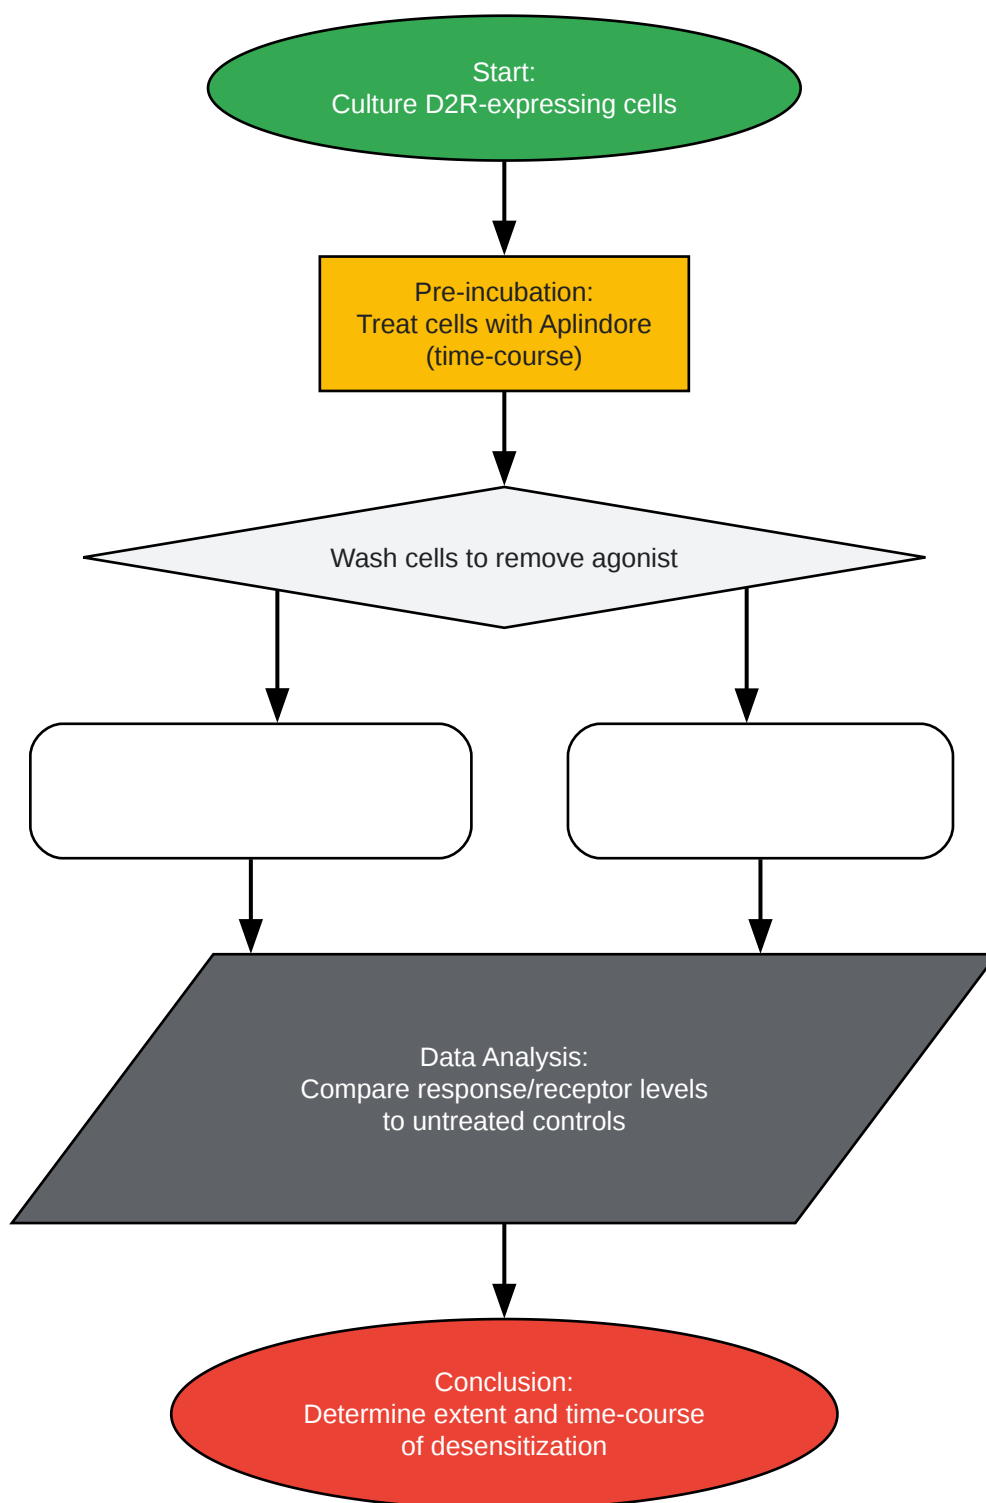 Start:
Culture D2R-expressing cells
Pre-incubation:
Treat cells with Aplindore
(time-course)
Wash cells to remove agonist
Data Analysis:
Compare response/receptor levels
to untreated controls
Conclusion:
Determine extent and time-course
of desensitization